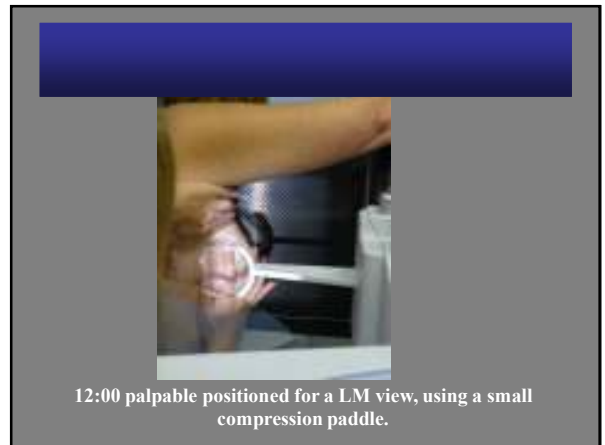 12:00 palpable positioned for a LM view, using a small
compression paddle.